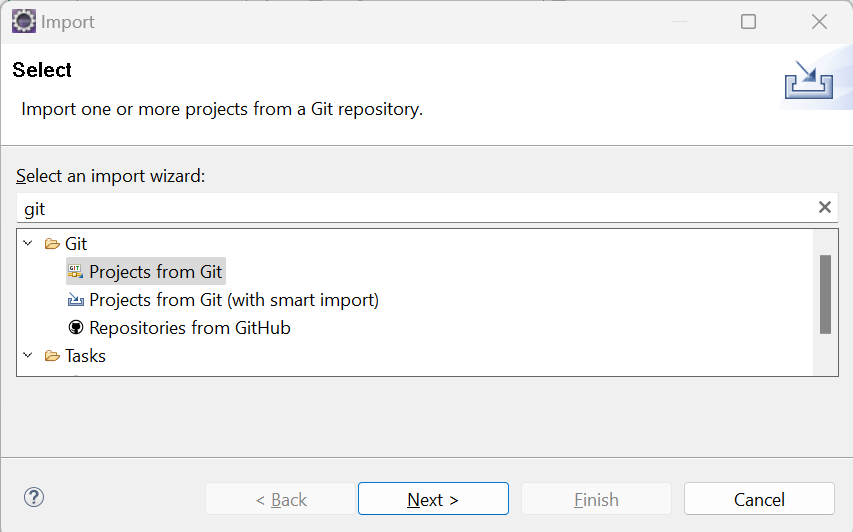 Import
Select
Import one or more projects from a Git repository.
Select an import wizard:
git
Git
GIT
Projects from Git
Projects from Git (with smart import)
Repositories from GitHub
Tasks
< Back
Next >
Finish
Cancel